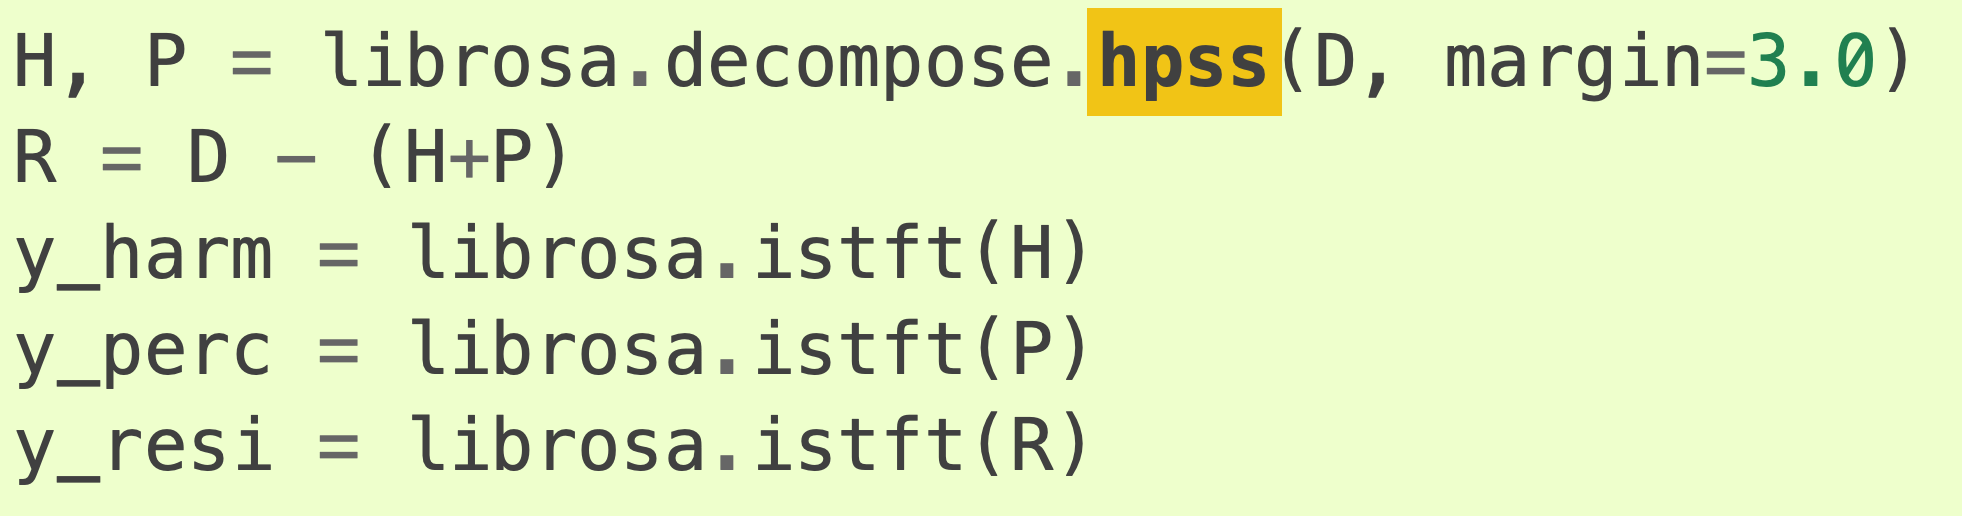 H, P = librosa.decompose.hpss(D, margin=3.0)
R = D - (H+P)
y_harm = librosa.istft(H)
y_perc = librosa.istft(P)
y_resi = librosa.istft(R)